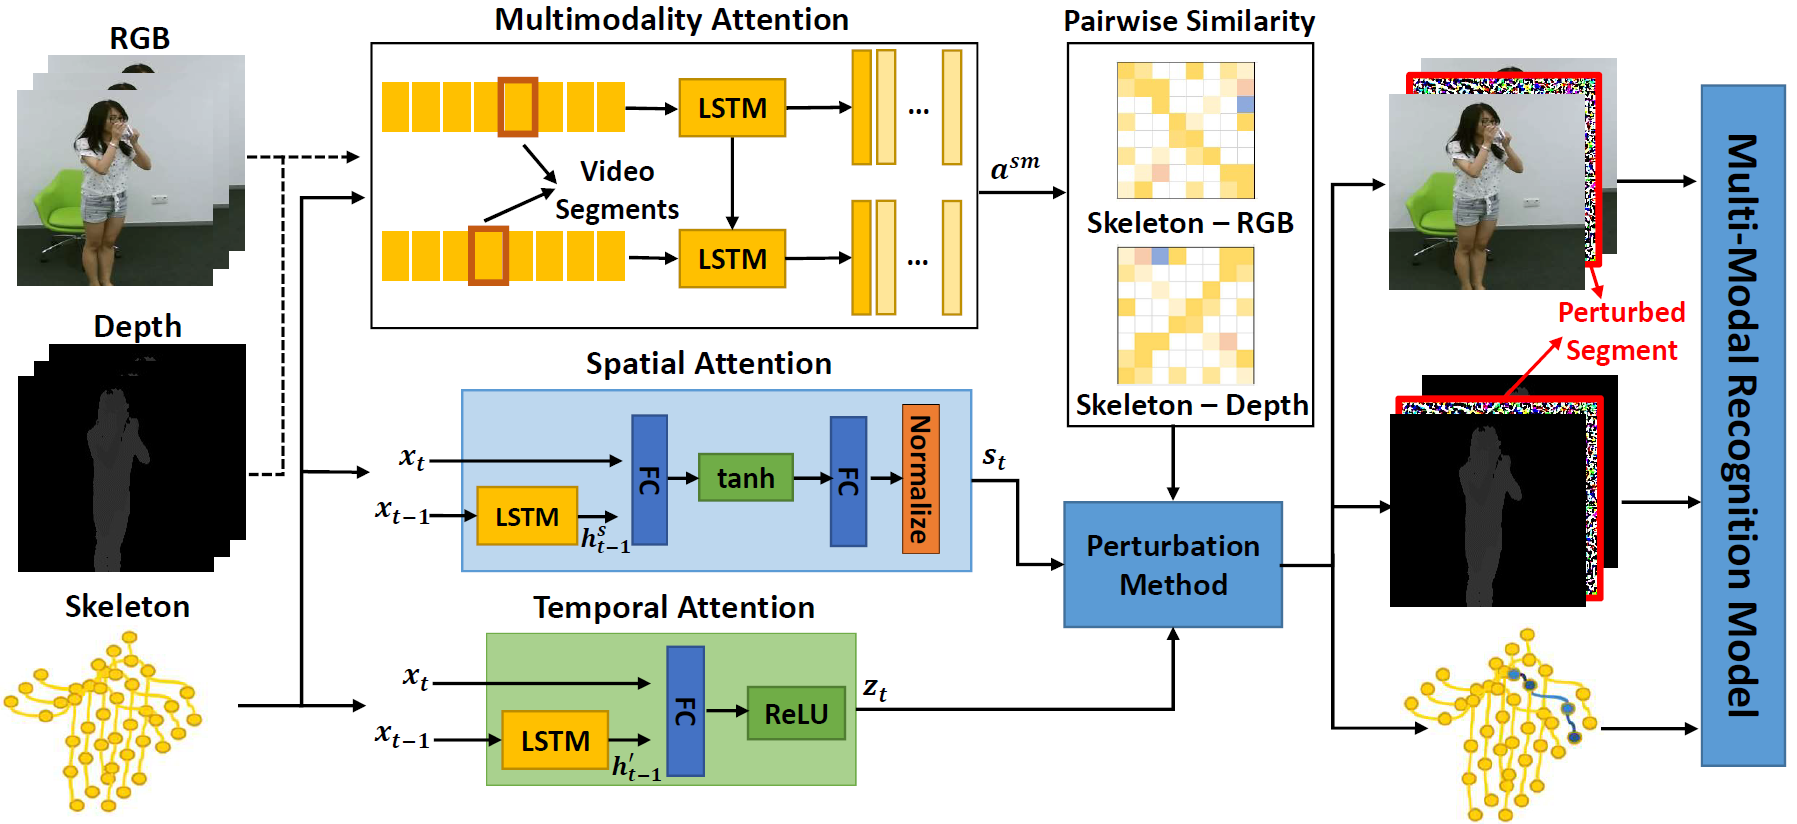 RGB
Depth
Skeleton
Multimodality Attention
LSTM
...
Video
Segments
LSTM
...
a^{sm}
Pairwise Similarity
Skeleton – RGB
Skeleton – Depth
Spatial Attention
x_t
x_{t−1}
LSTM
h^s_{t−1}
FC
tanh
FC
Normalize
s_t
Temporal Attention
x_t
x_{t−1}
LSTM
h′_{t−1}
FC
ReLU
z_t
Perturbation
Method
Perturbed
Segment
Multi-Modal Recognition Model